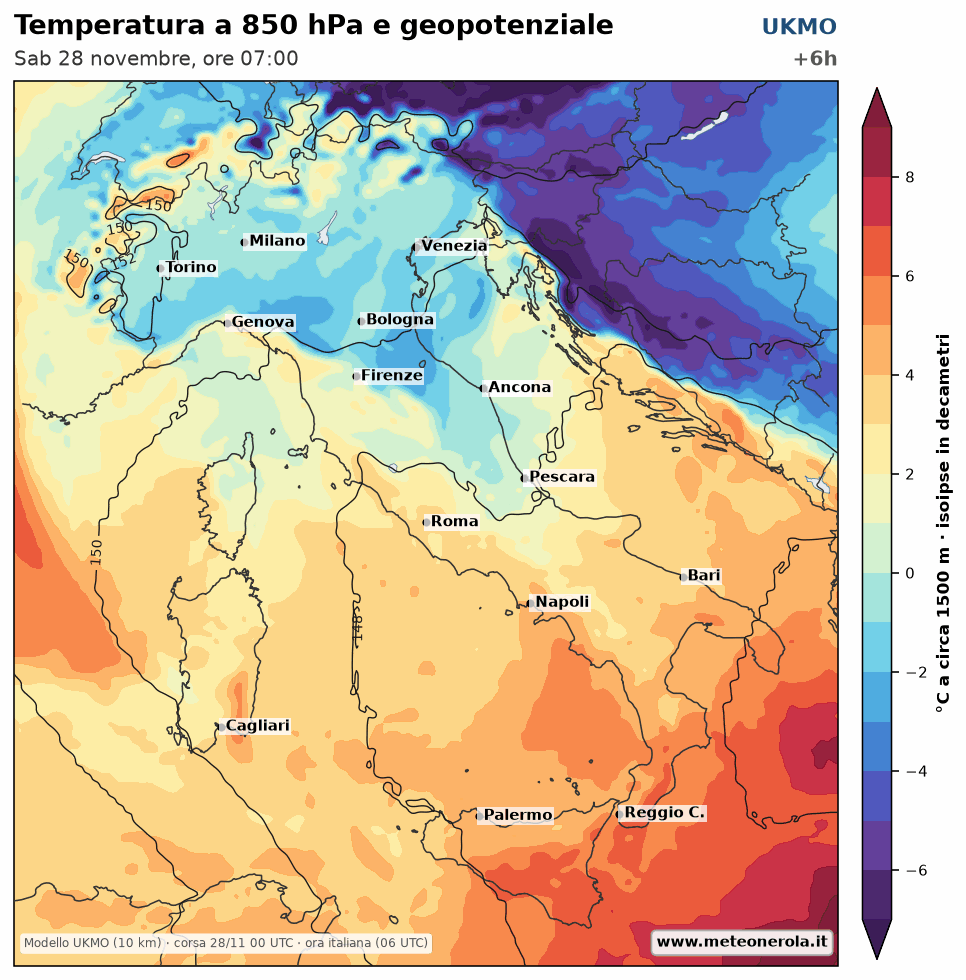 Temperatura a 850 hPa e geopotenziale
UKMO
Sab 28 novembre, ore 07:00
+6h
150
150
150
Milano
Venezia
Torino
Genova
Bologna
Firenze
Ancona
Pescara
Roma
150
Bari
Napoli
148
Cagliari
Palermo
Reggio C.
8
6
4
2
0
−2
−4
−6
°C a circa 1500 m · isoipse in decametri
Modello UKMO (10 km) · corsa 28/11 00 UTC · ora italiana (06 UTC)
www.meteonerola.it